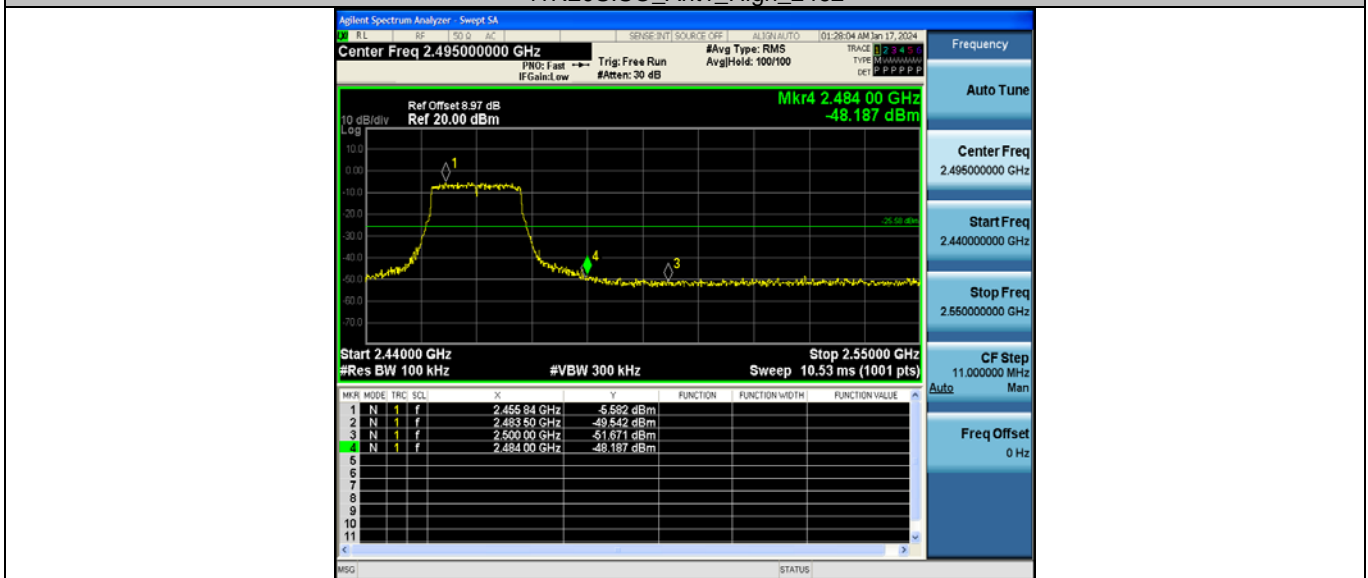 Agilent Spectrum Analyzer - Swept SA
RL RF 50 Ω AC SENSE:INT SOURCE OFF ALIGN AUTO 01:28:04 AM Jan 17, 2024
Center Freq 2.495000000 GHz
PNO: Fast
IFGain:Low
Trig: Free Run
#Atten: 30 dB
#Avg Type: RMS
Avg|Hold: 100/100
TRACE 1 2 3 4 5 6
TYPE M
DET P P P P P P
Ref Offset 8.97 dB
10 dB/div Ref 20.00 dBm
Log
Mkr4 2.484 00 GHz
-48.187 dBm
10.0
0.00
-10.0
-20.0
-30.0
-40.0
-50.0
-60.0
-70.0
1
4
3
-25.58 dBm
Start 2.44000 GHz Stop 2.55000 GHz
#Res BW 100 kHz #VBW 300 kHz Sweep 10.53 ms (1001 pts)
MKR MODE TRC SCL X Y FUNCTION FUNCTION WIDTH FUNCTION VALUE
1 N 1 f 2.455 84 GHz -5.582 dBm
2 N 1 f 2.483 50 GHz -49.542 dBm
3 N 1 f 2.500 00 GHz -51.671 dBm
4 N 1 f 2.484 00 GHz -48.187 dBm
5
6
7
8
9
10
11
MSG STATUS
Frequency
Auto Tune
Center Freq
2.495000000 GHz
Start Freq
2.440000000 GHz
Stop Freq
2.550000000 GHz
CF Step
11.000000 MHz
Auto Man
Freq Offset
0 Hz